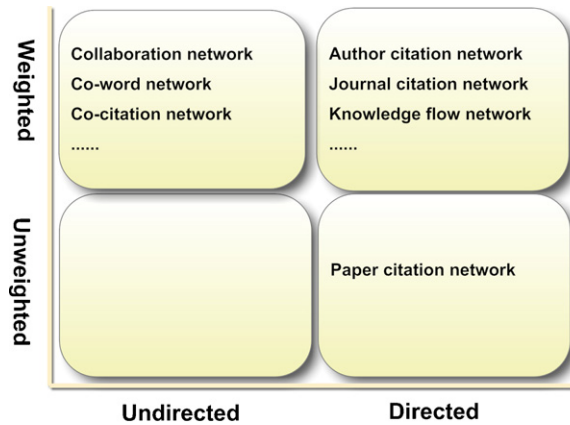 Weighted
Collaboration network
Co-word network
Co-citation network
......
Author citation network
Journal citation network
Knowledge flow network
......
Unweighted
Paper citation network
Undirected
Directed